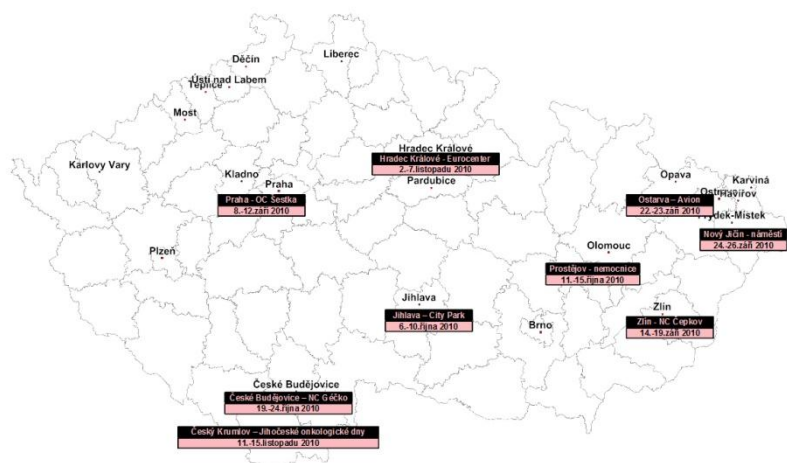 Děčín
Liberec
Ústí nad Labem
Teplice
Most
Karlovy Vary
Hradec Králové
Hradec Králové - Eurocenter
2.-7.listopadu 2010
Pardubice
Kladno
Praha
Praha - OC Šestka
8.-12.září 2010
Opava
Karviná
Havířov
Ostrava
Ostarva – Avion
22.-23.září 2010
Frýdek-Místek
Nový Jičín - náměstí
24.-26.září 2010
Plzeň
Olomouc
Prostějov - nemocnice
11.-15.října 2010
Jihlava
Jihlava – City Park
6.-10.října 2010
Brno
Zlín
Zlín - NC Čepkov
14.-19.září 2010
České Budějovice
České Budějovice – NC Géčko
19.-24.října 2010
Český Krumlov – Jihočeské onkologické dny
11.-15.listopadu 2010